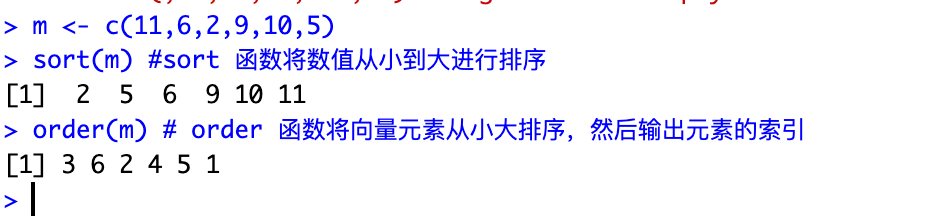 > m <- c(11,6,2,9,10,5)
> sort(m) #sort 函数将数值从小到大进行排序
[1]  2  5  6  9 10 11
> order(m) # order 函数将向量元素从小大排序，然后输出元素的索引
[1] 3 6 2 4 5 1
>